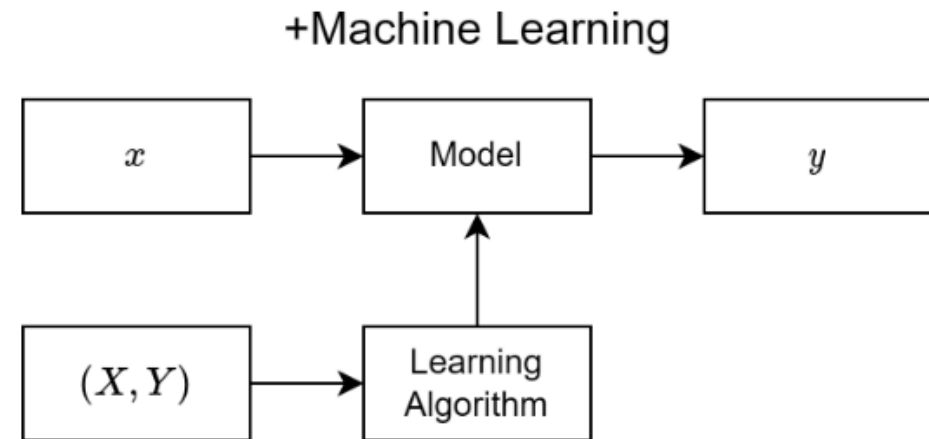 +Machine Learning
x
Model
y
(X, Y)
Learning
Algorithm